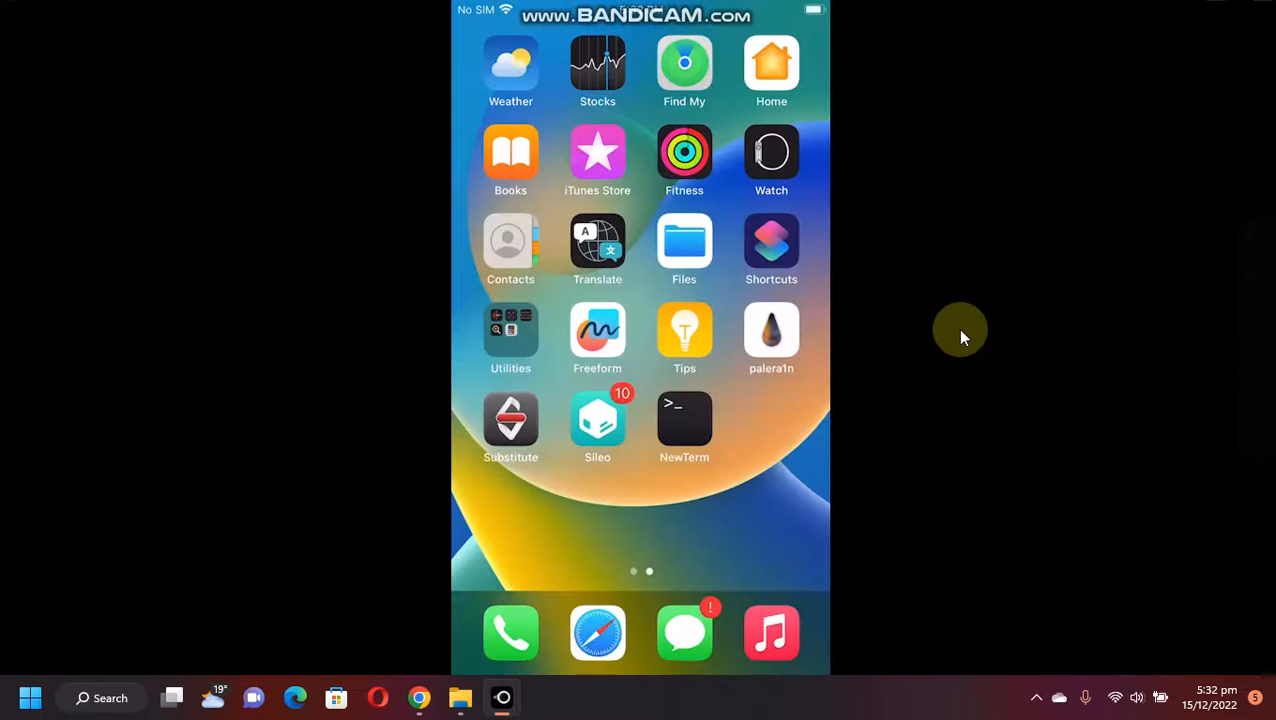 No SIM
www.BANDICAM.com
Weather Stocks Find My Home
Books iTunes Store Fitness Watch
A
文
Contacts Translate Files Shortcuts
T
Utilities Freeform Tips palera1n
10
>_
Substitute Sileo NewTerm
!
Search
19°
5:32 pm
15/12/2022
5